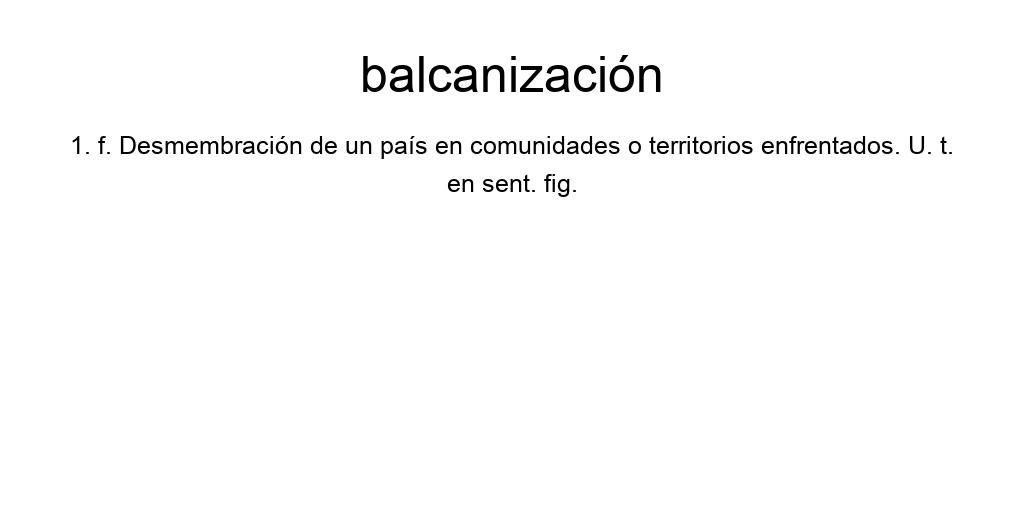 balcanización
1. f. Desmembración de un país en comunidades o territorios enfrentados. U. t.
en sent. fig.